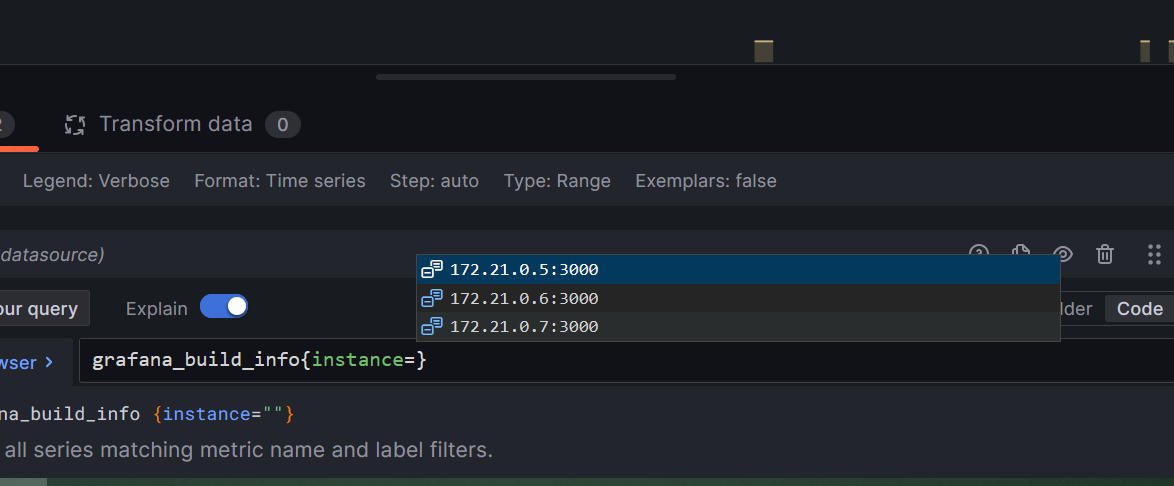 Transform data 0
Legend: Verbose Format: Time series Step: auto Type: Range Exemplars: false
datasource)
172.21.0.5:3000
172.21.0.6:3000
172.21.0.7:3000
our query Explain lder Code
wser > grafana_build_info{instance=}
na_build_info {instance=""}
all series matching metric name and label filters.